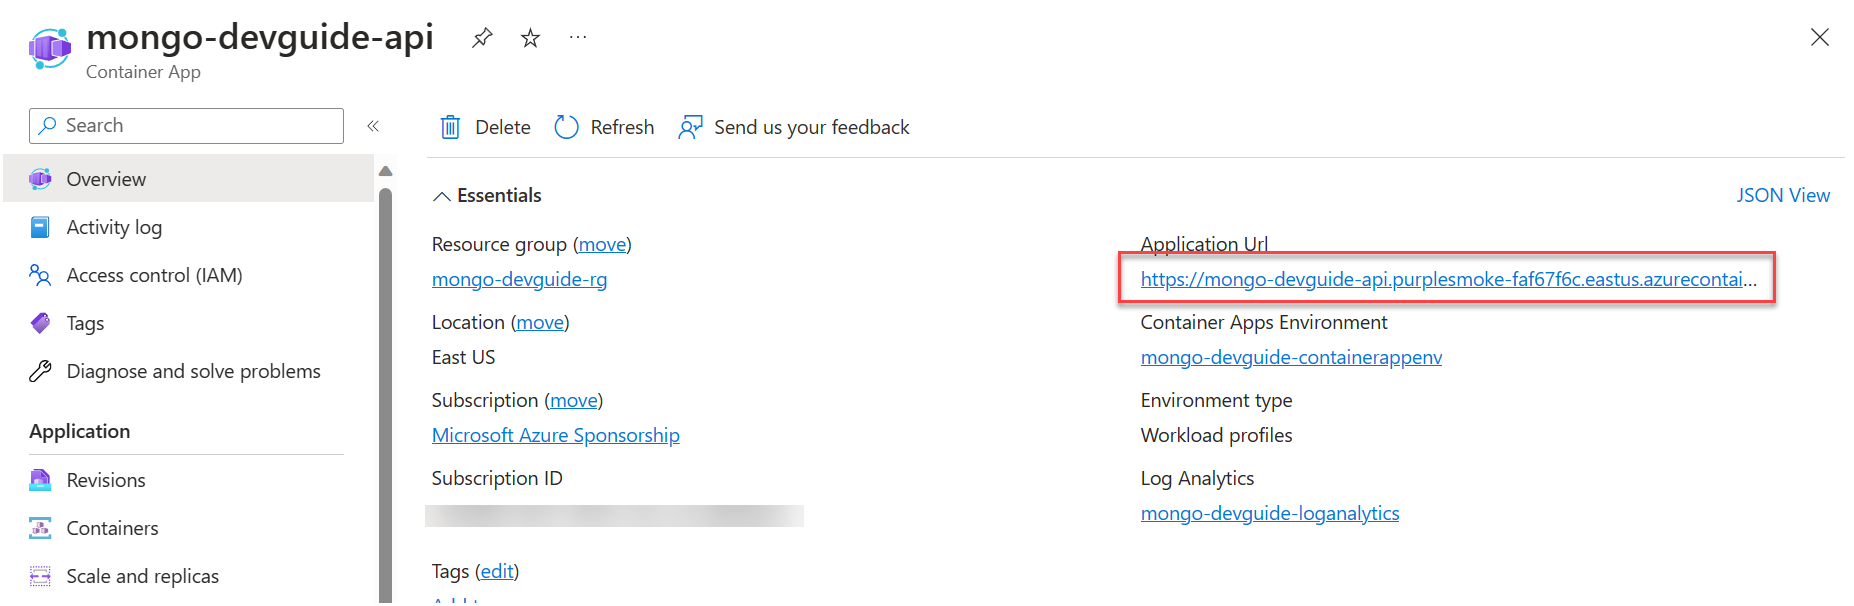 mongo-devguide-api
Container App
Search
Delete
Refresh
Send us your feedback
Overview
Activity log
Access control (IAM)
Tags
Diagnose and solve problems
Application
Revisions
Containers
Scale and replicas
Essentials
JSON View
Resource group (move)
mongo-devguide-rg
Location (move)
East US
Subscription (move)
Microsoft Azure Sponsorship
Subscription ID
Tags (edit)
Application Url
https://mongo-devguide-api.purplesmoke-faf67f6c.eastus.azurecontai...
Container Apps Environment
mongo-devguide-containerappenv
Environment type
Workload profiles
Log Analytics
mongo-devguide-loganalytics